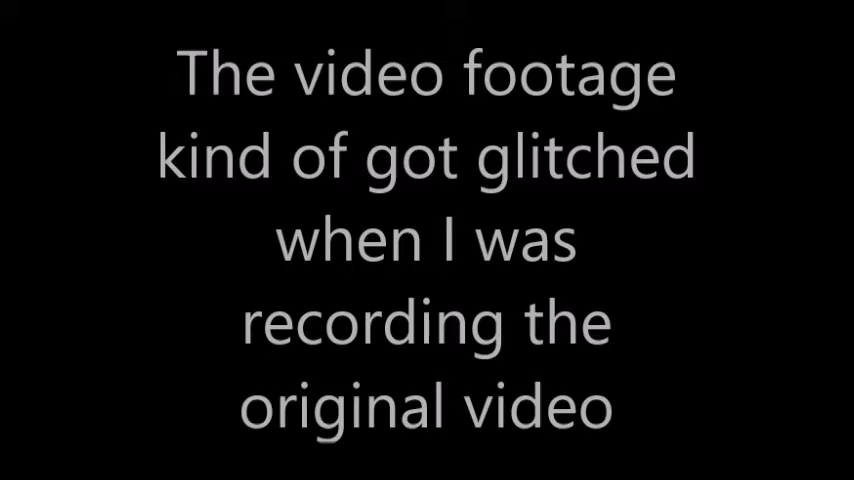 The video footage
kind of got glitched
when I was
recording the
original video